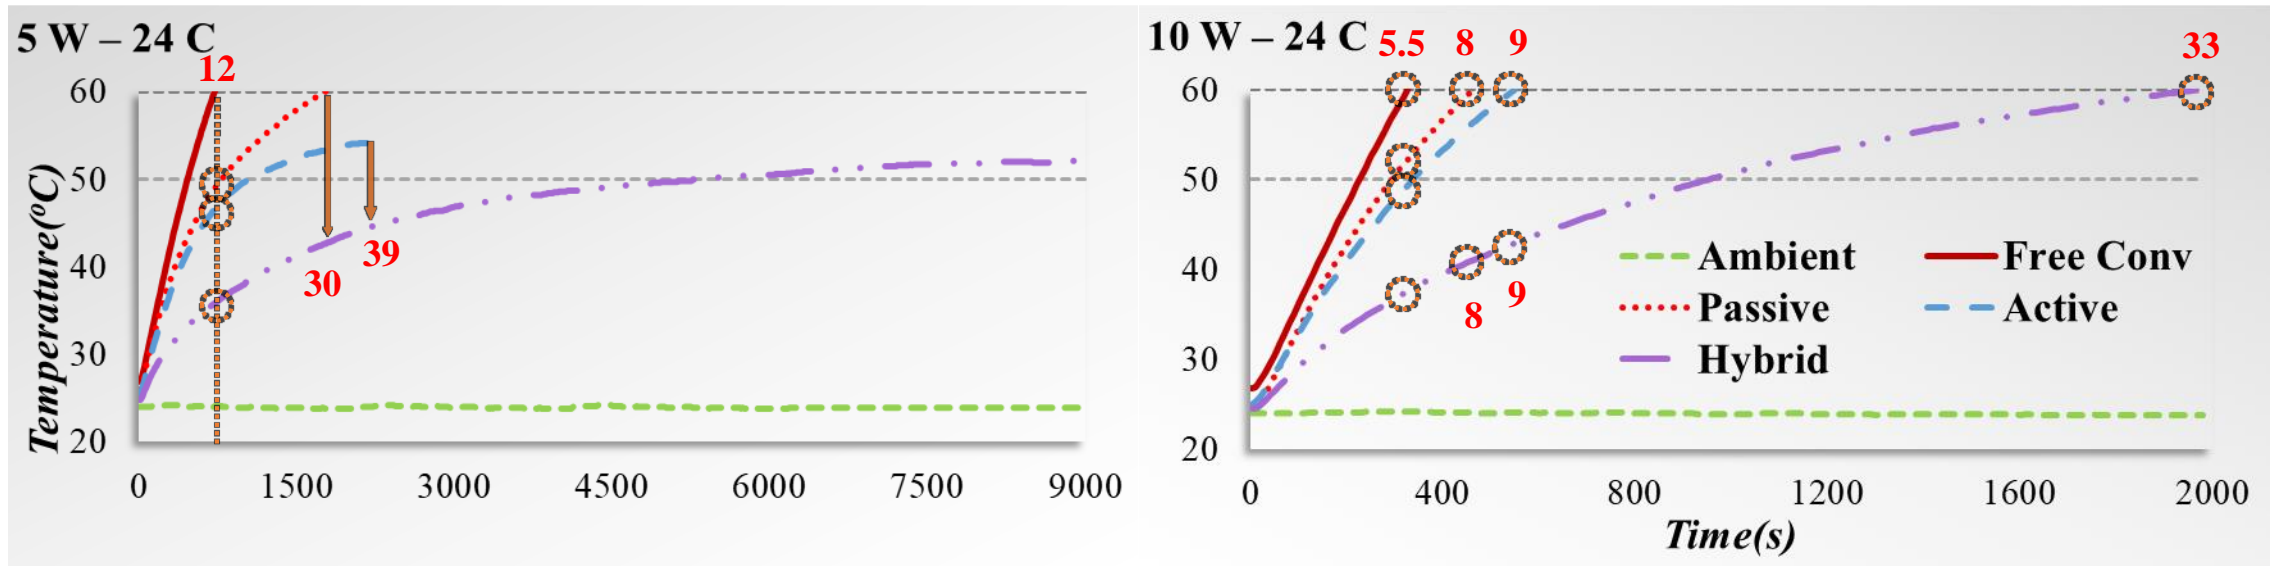 5 W – 24 C
12
60
50
40
30
20
Temperature(ºC)
30
39
0 1500 3000 4500 6000 7500 9000
10 W – 24 C
5.5 8 9 33
60
50
40
30
20
8 9
Ambient Free Conv
Passive Active
Hybrid
0 400 800 1200 1600 2000
Time(s)